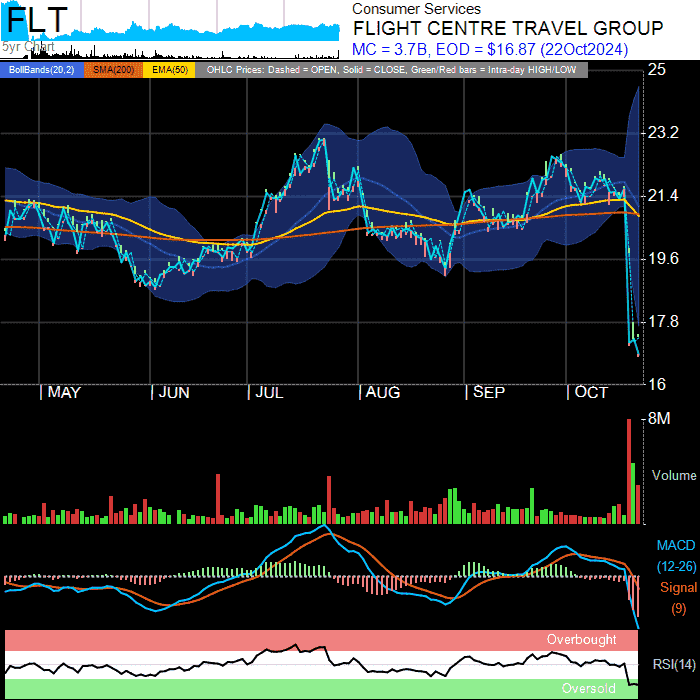 FLT
5yr Chart
Consumer Services
FLIGHT CENTRE TRAVEL GROUP
MC = 3.7B, EOD = $16.87 (22Oct2024)
BollBands(20,2) SMA(200) EMA(50) OHLC Prices: Dashed = OPEN, Solid = CLOSE, Green/Red bars = Intra-day HIGH/LOW
25
23.2
21.4
19.6
17.8
16
MAY JUN JUL AUG SEP OCT
8M
Volume
MACD
(12-26)
Signal
(9)
Overbought
RSI(14)
Oversold